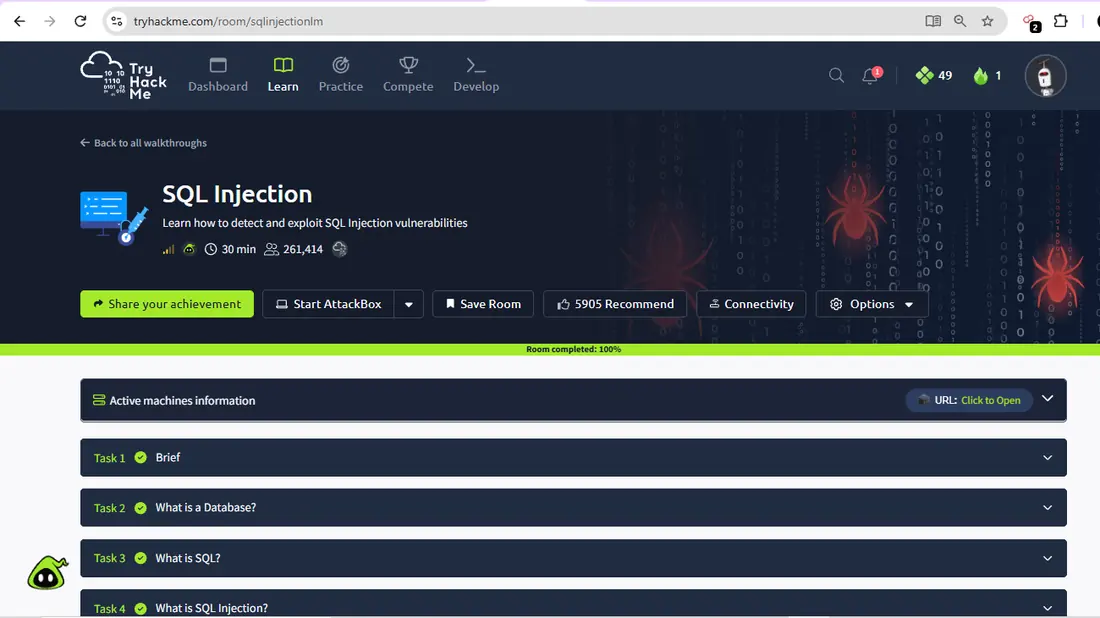 tryhackme.com/room/sqlinjectionlm
2
Try
Hack
Me
Dashboard
Learn
Practice
Compete
Develop
1
49
1
Back to all walkthroughs
SQL Injection
Learn how to detect and exploit SQL Injection vulnerabilities
30 min
261,414
Share your achievement
Start AttackBox
Save Room
5905 Recommend
Connectivity
Options
Room completed: 100%
Active machines information
URL: Click to Open
Task 1 Brief
Task 2 What is a Database?
Task 3 What is SQL?
Task 4 What is SQL Injection?